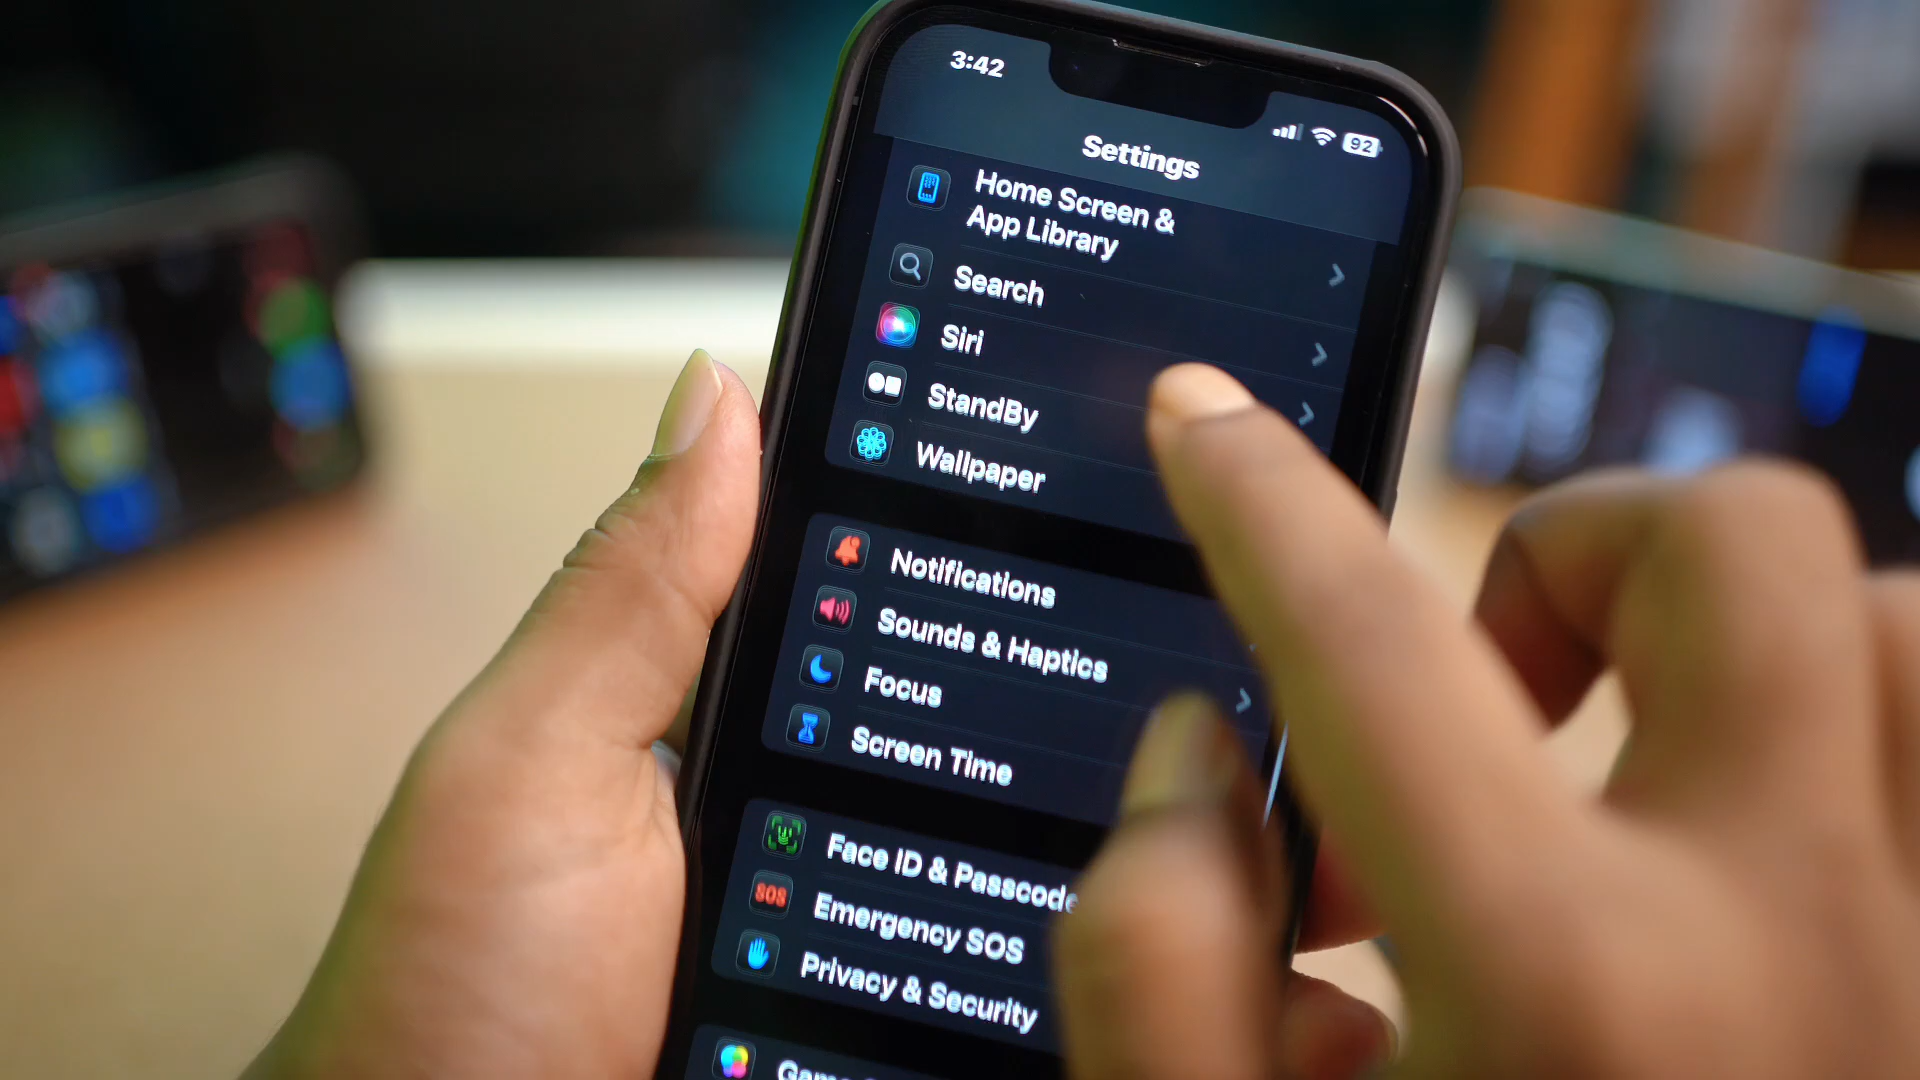 3:42
92
Settings
Home Screen &
App Library
Search
Siri
StandBy
Wallpaper
Notifications
Sounds & Haptics
Focus
Screen Time
Face ID & Passcode
SOS
Emergency SOS
Privacy & Security